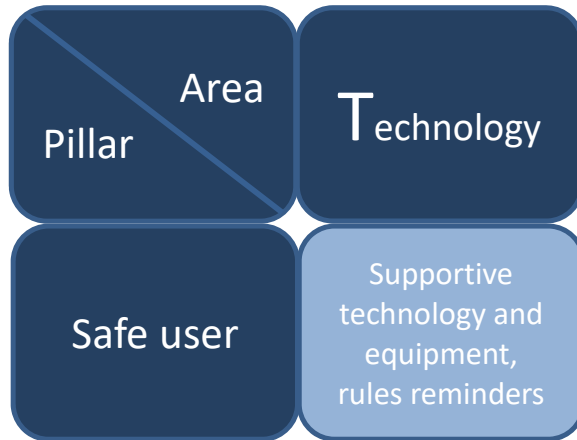 Area
Pillar
Technology
Safe user
Supportive
technology and
equipment,
rules reminders